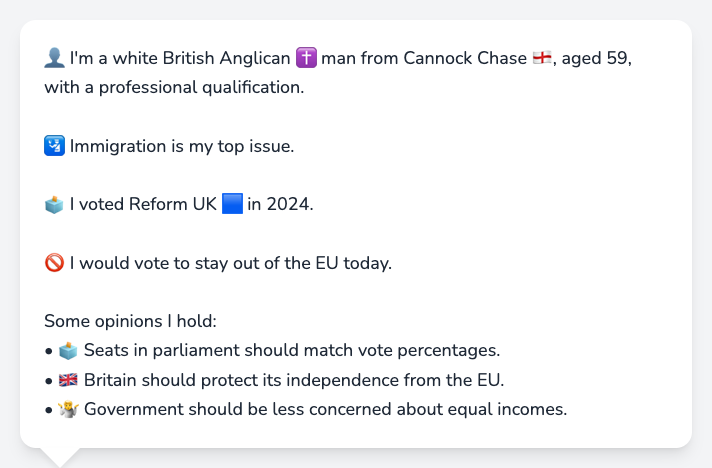 👤 I'm a white British Anglican ✝️ man from Cannock Chase 🏴󠁧󠁢󠁥󠁮󠁧󠁿, aged 59,
with a professional qualification.
🛂 Immigration is my top issue.
🗳️ I voted Reform UK 🟦 in 2024.
🚫 I would vote to stay out of the EU today.
Some opinions I hold:
• 🗳️ Seats in parliament should match vote percentages.
• 🇬🇧 Britain should protect its independence from the EU.
• 🤷 Government should be less concerned about equal incomes.